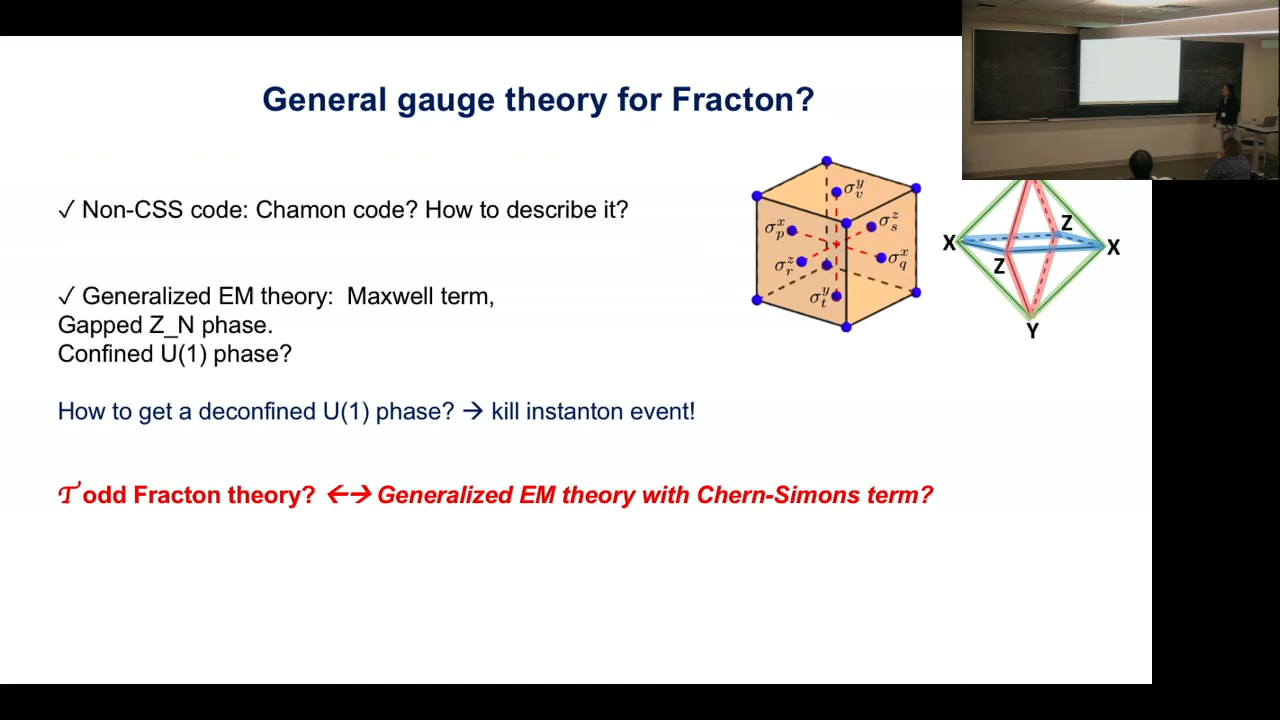 General gauge theory for Fracton?
✓ Non-CSS code: Chamon code? How to describe it?
✓ Generalized EM theory: Maxwell term,
Gapped Z_N phase.
Confined U(1) phase?
How to get a deconfined U(1) phase? → kill instanton event!
𝒯 odd Fracton theory? ←→ Generalized EM theory with Chern-Simons term?
σ_v^y
σ_p^x
σ_s^z
σ_r^z
σ_q^x
σ_t^y
Z
X
X
Z
Y